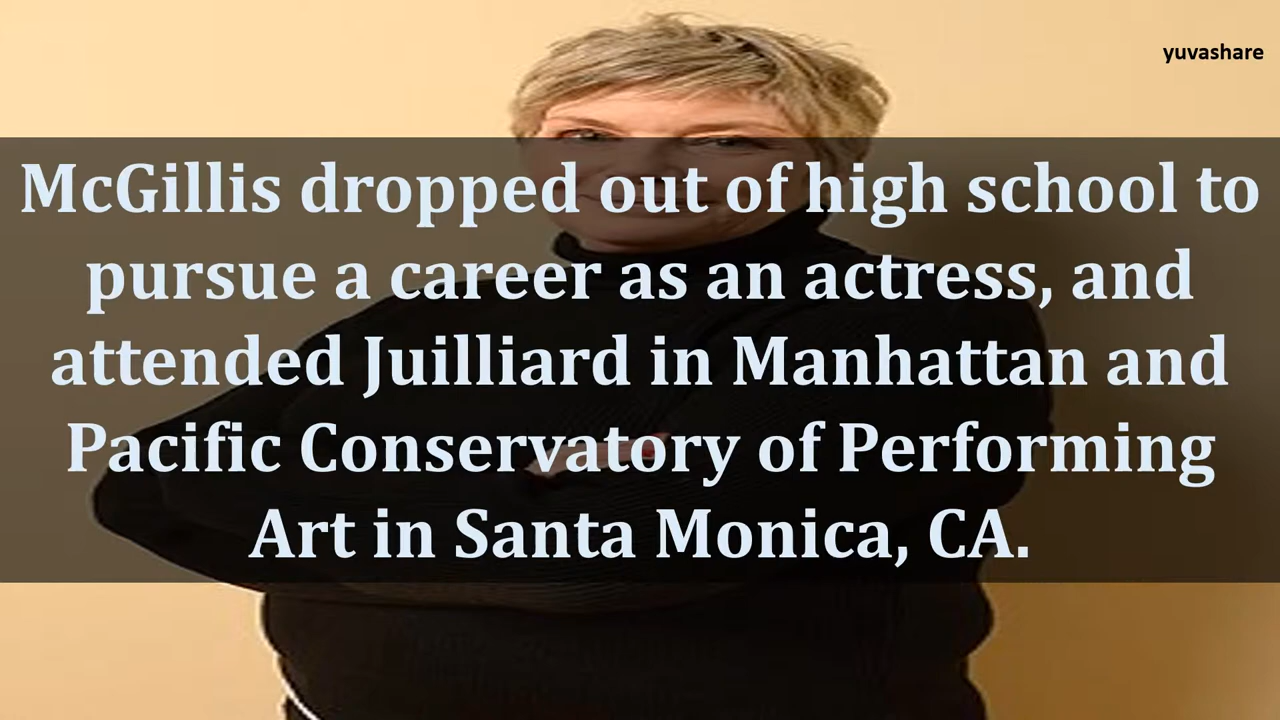 yuvashare
McGillis dropped out of high school to
pursue a career as an actress, and
attended Juilliard in Manhattan and
Pacific Conservatory of Performing
Art in Santa Monica, CA.